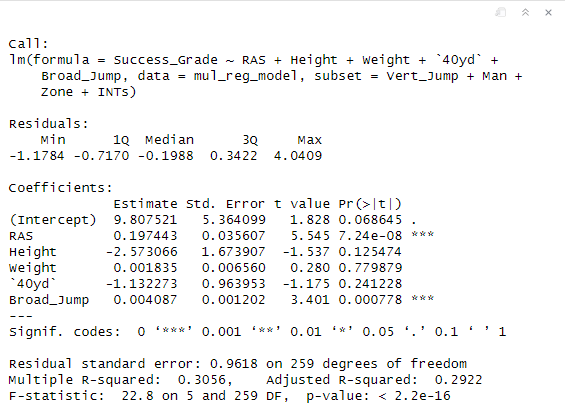 Call:
lm(formula = Success_Grade ~ RAS + Height + Weight + `40yd` +
    Broad_Jump, data = mul_reg_model, subset = Vert_Jump + Man +
    Zone + INTs)

Residuals:
    Min      1Q  Median      3Q     Max
-1.1784 -0.7170 -0.1988  0.3422  4.0409

Coefficients:
             Estimate Std. Error t value Pr(>|t|)
(Intercept)  9.807521   5.364099   1.828 0.068645 .
RAS          0.197443   0.035607   5.545 7.24e-08 ***
Height      -2.573066   1.673907  -1.537 0.125474
Weight       0.001835   0.006560   0.280 0.779879
`40yd`      -1.132273   0.963953  -1.175 0.241228
Broad_Jump   0.004087   0.001202   3.401 0.000778 ***
---
Signif. codes:  0 ‘***’ 0.001 ‘**’ 0.01 ‘*’ 0.05 ‘.’ 0.1 ‘ ’ 1

Residual standard error: 0.9618 on 259 degrees of freedom
Multiple R-squared:  0.3056,    Adjusted R-squared:  0.2922
F-statistic:  22.8 on 5 and 259 DF,  p-value: < 2.2e-16